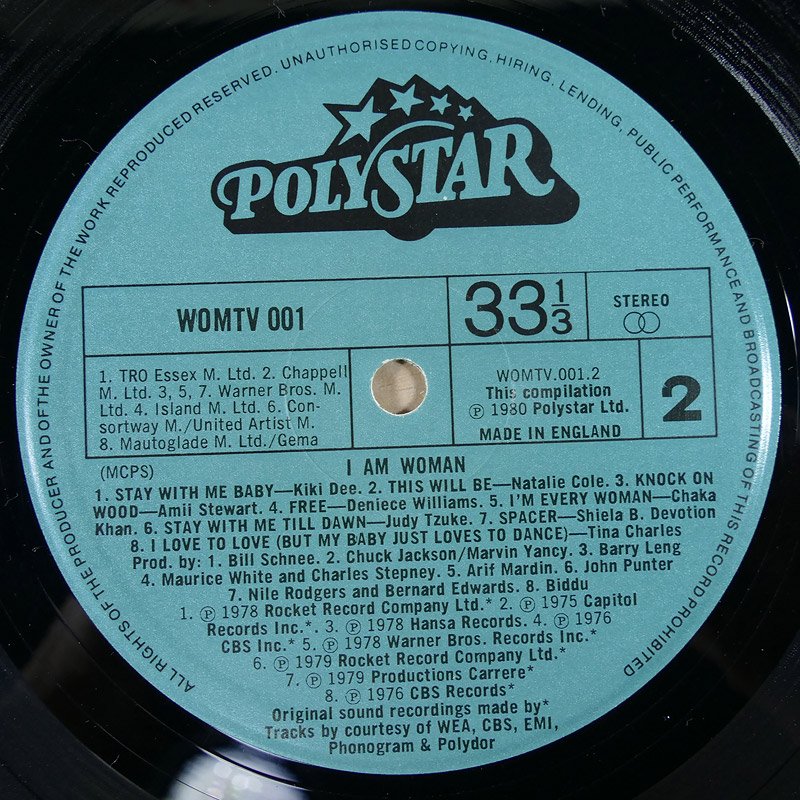 ALL RIGHTS OF THE PRODUCER AND OF THE OWNER OF THE WORK REPRODUCED RESERVED. UNAUTHORISED COPYING, HIRING, LENDING, PUBLIC PERFORMANCE AND BROADCASTING OF THIS RECORD PROHIBITED
POLYSTAR
WOMTV 001
33 1/3
STEREO
1. TRO Essex M. Ltd. 2. Chappell
M. Ltd. 3, 5, 7. Warner Bros. M.
Ltd. 4. Island M. Ltd. 6. Con-
sortway M./United Artist M.
8. Mautoglade M. Ltd./Gema
WOMTV.001.2
This compilation
℗ 1980 Polystar Ltd.
MADE IN ENGLAND
2
(MCPS)
I AM WOMAN
1. STAY WITH ME BABY—Kiki Dee. 2. THIS WILL BE—Natalie Cole. 3. KNOCK ON
WOOD—Amii Stewart. 4. FREE—Deniece Williams. 5. I'M EVERY WOMAN—Chaka
Khan. 6. STAY WITH ME TILL DAWN—Judy Tzuke. 7. SPACER—Shiela B. Devotion
8. I LOVE TO LOVE (BUT MY BABY JUST LOVES TO DANCE)—Tina Charles
Prod. by: 1. Bill Schnee. 2. Chuck Jackson/Marvin Yancy. 3. Barry Leng
4. Maurice White and Charles Stepney. 5. Arif Mardin. 6. John Punter
7. Nile Rodgers and Bernard Edwards. 8. Biddu
1. ℗ 1978 Rocket Record Company Ltd.* 2. ℗ 1975 Capitol
Records Inc.*. 3. ℗ 1978 Hansa Records. 4. ℗ 1976
CBS Inc.* 5. ℗ 1978 Warner Bros. Records Inc.*
6. ℗ 1979 Rocket Record Company Ltd.*
7. ℗ 1979 Productions Carrere*
8. ℗ 1976 CBS Records*
Original sound recordings made by*
Tracks by courtesy of WEA, CBS, EMI,
Phonogram & Polydor